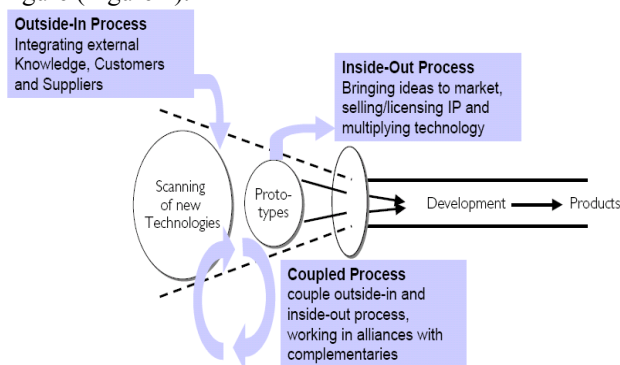 Outside-In Process
Integrating external
Knowledge, Customers
and Suppliers
Inside-Out Process
Bringing ideas to market,
selling/licensing IP and
multiplying technology
Scanning
of new
Technologies
Proto-
types
Development
Products
Coupled Process
couple outside-in and
inside-out process,
working in alliances with
complementaries